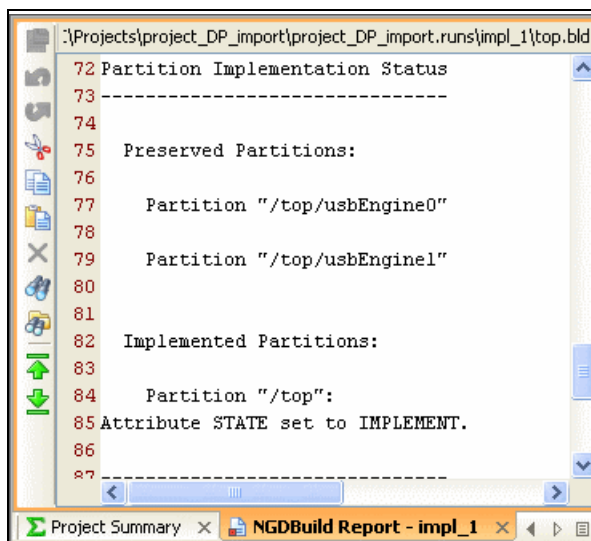 :\Projects\project_DP_import\project_DP_import.runs\impl_1\top.bld
72 Partition Implementation Status
73 -------------------------------
74
75 Preserved Partitions:
76
77 Partition "/top/usbEngine0"
78
79 Partition "/top/usbEngine1"
80
81
82 Implemented Partitions:
83
84 Partition "/top":
85 Attribute STATE set to IMPLEMENT.
86
87 -------------------------------
Project Summary NGDBuild Report - impl_1